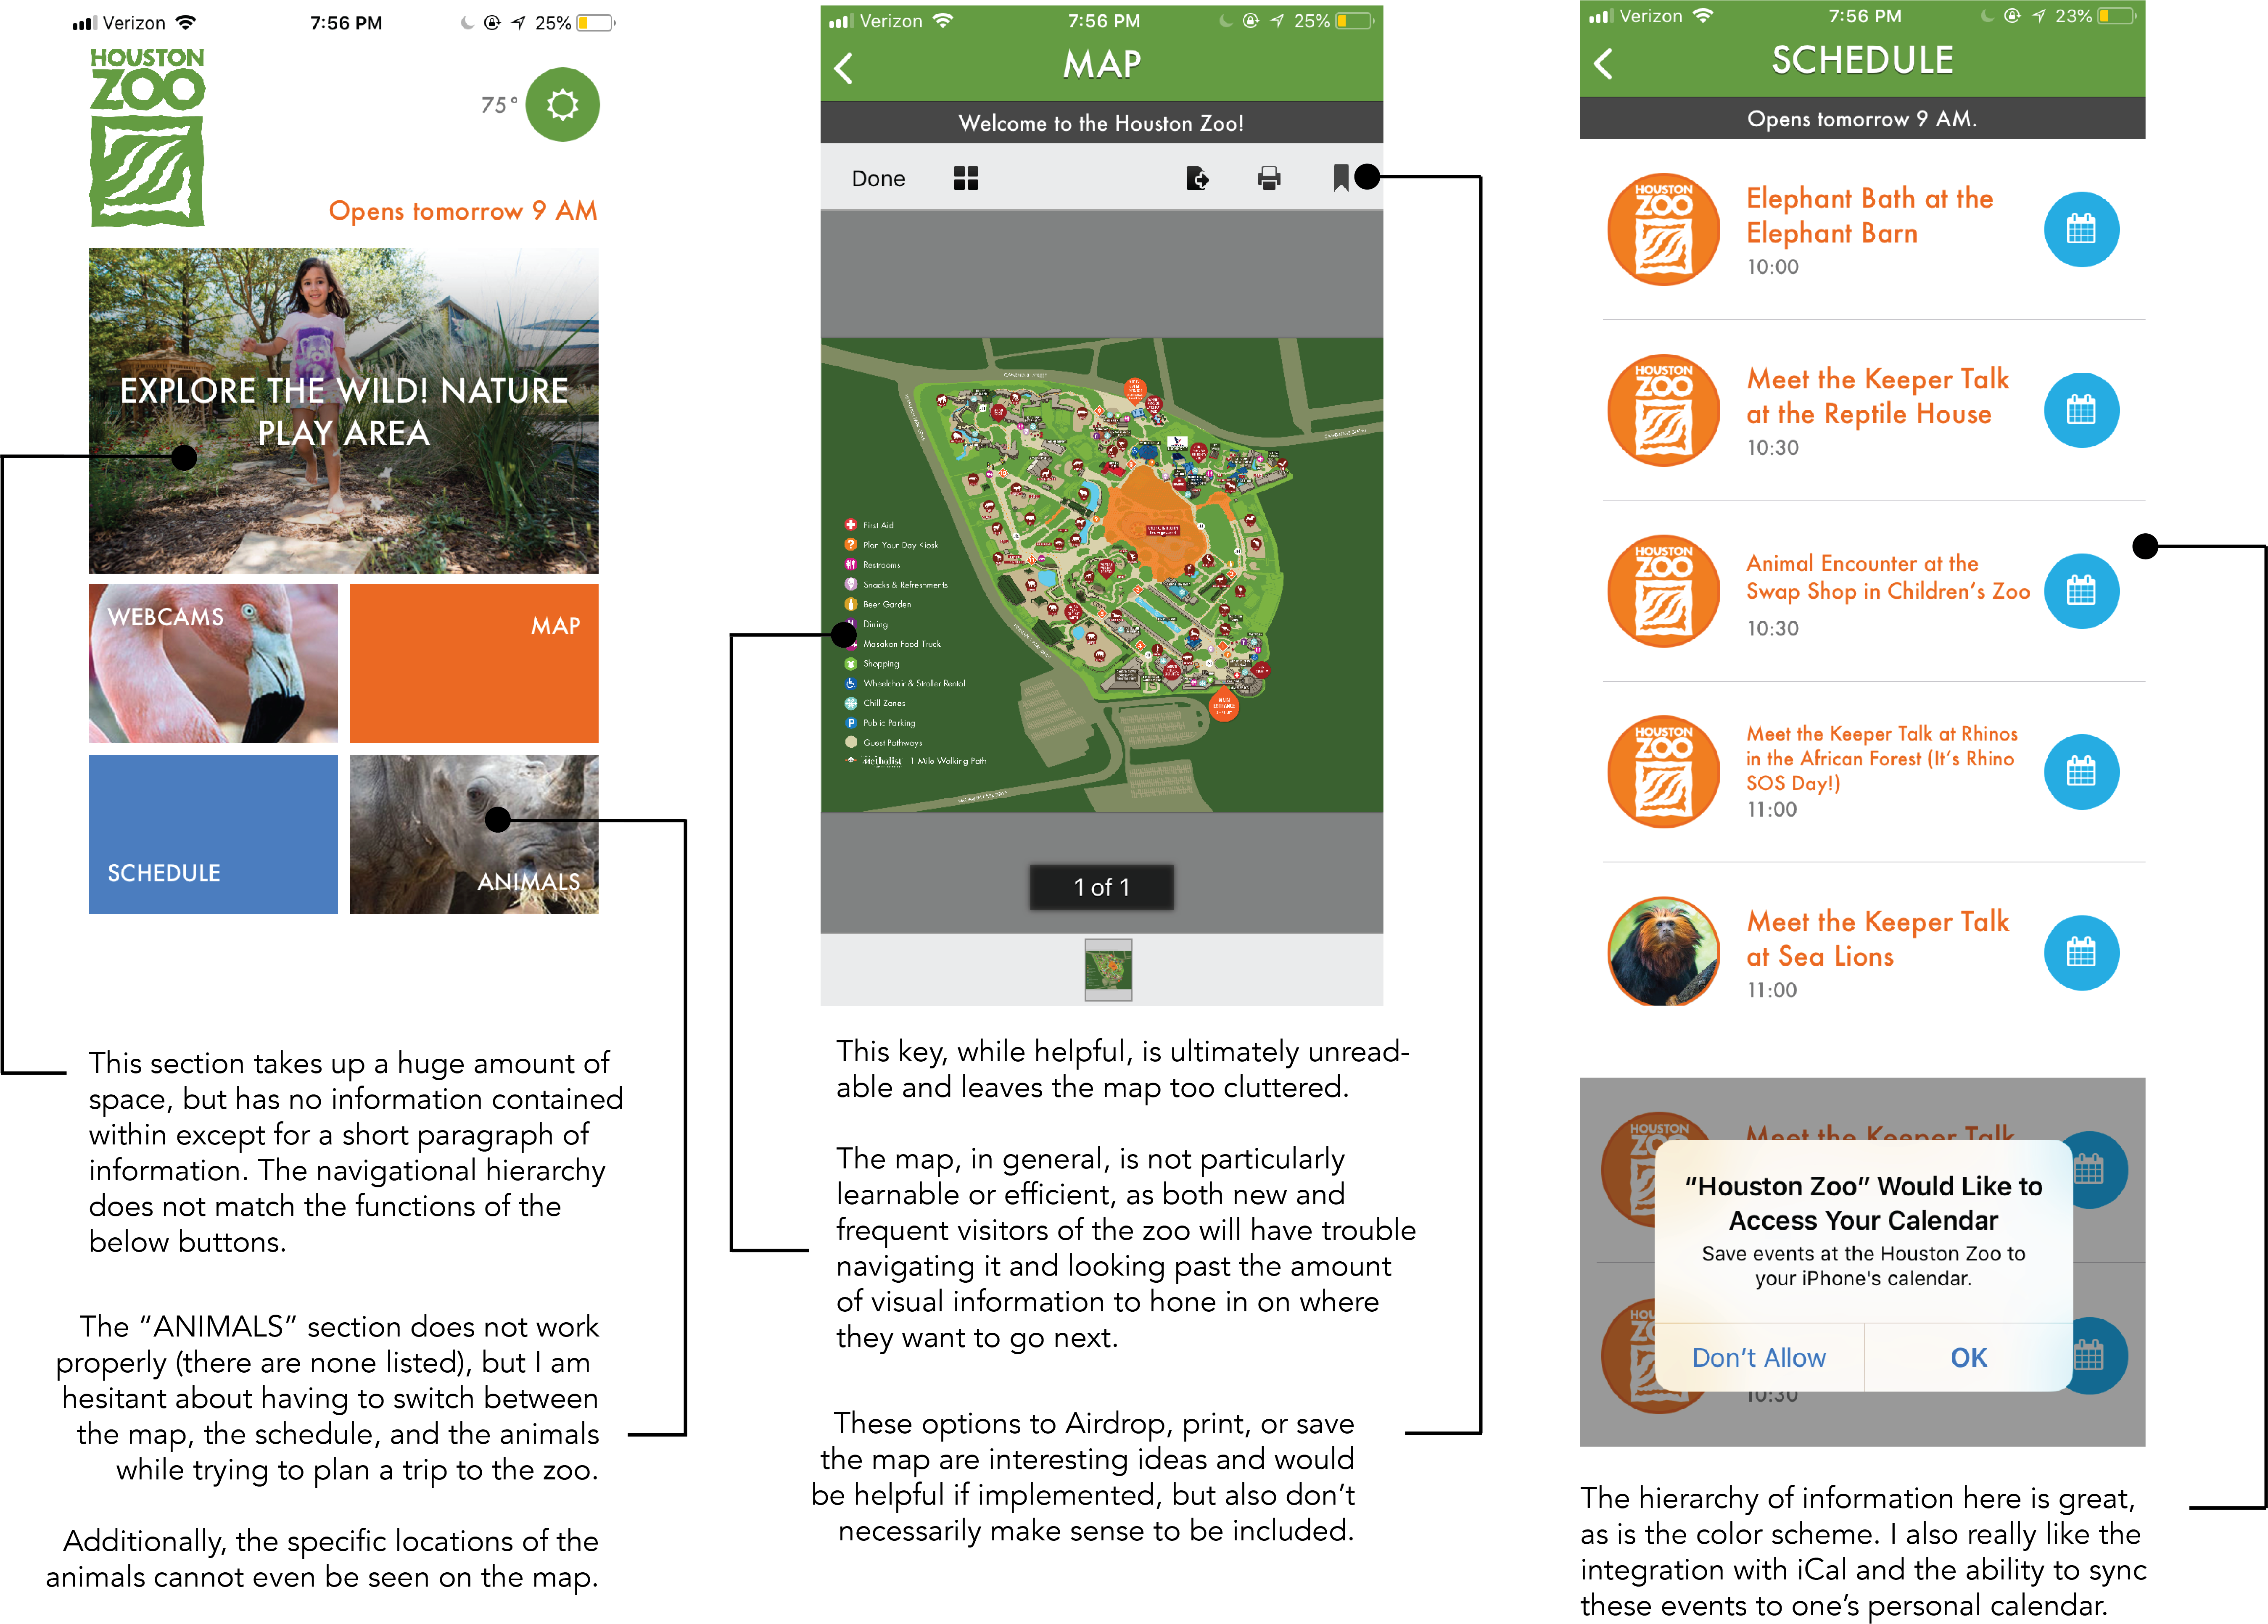 Verizon 7:56 PM 25%
HOUSTON
ZOO
75°
Opens tomorrow 9 AM
EXPLORE THE WILD! NATURE
PLAY AREA
WEBCAMS
MAP
SCHEDULE
ANIMALS
This section takes up a huge amount of
space, but has no information contained
within except for a short paragraph of
information. The navigational hierarchy
does not match the functions of the
below buttons.
The “ANIMALS” section does not work
properly (there are none listed), but I am
hesitant about having to switch between
the map, the schedule, and the animals
while trying to plan a trip to the zoo.
Additionally, the specific locations of the
animals cannot even be seen on the map.
Verizon 7:56 PM 25%
MAP
Welcome to the Houston Zoo!
Done
First Aid
Plan Your Day Kiosk
Restrooms
Snacks & Refreshments
Beer Garden
Dining
Masakan Food Truck
Shopping
Wheelchair & Stroller Rental
Chill Zones
Public Parking
Guest Pathways
Methodist 1 Mile Walking Path
1 of 1
This key, while helpful, is ultimately unread-
able and leaves the map too cluttered.
The map, in general, is not particularly
learnable or efficient, as both new and
frequent visitors of the zoo will have trouble
navigating it and looking past the amount
of visual information to hone in on where
they want to go next.
These options to Airdrop, print, or save
the map are interesting ideas and would
be helpful if implemented, but also don’t
necessarily make sense to be included.
Verizon 7:56 PM 23%
SCHEDULE
Opens tomorrow 9 AM.
HOUSTON
ZOO
Elephant Bath at the
Elephant Barn
10:00
HOUSTON
ZOO
Meet the Keeper Talk
at the Reptile House
10:30
HOUSTON
ZOO
Animal Encounter at the
Swap Shop in Children’s Zoo
10:30
HOUSTON
ZOO
Meet the Keeper Talk at Rhinos
in the African Forest (It’s Rhino
SOS Day!)
11:00
Meet the Keeper Talk
at Sea Lions
11:00
HOUSTON
Meet the Keeper Talk
“Houston Zoo” Would Like to
Access Your Calendar
Save events at the Houston Zoo to
your iPhone's calendar.
Don’t Allow OK
10:30
The hierarchy of information here is great,
as is the color scheme. I also really like the
integration with iCal and the ability to sync
these events to one’s personal calendar.